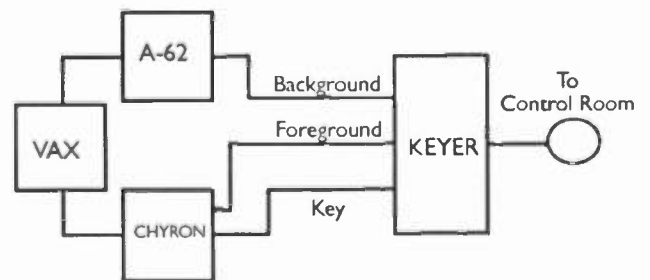 A-62
Background
To
Control Room
Foreground
VAX
KEYER
CHYRON
Key